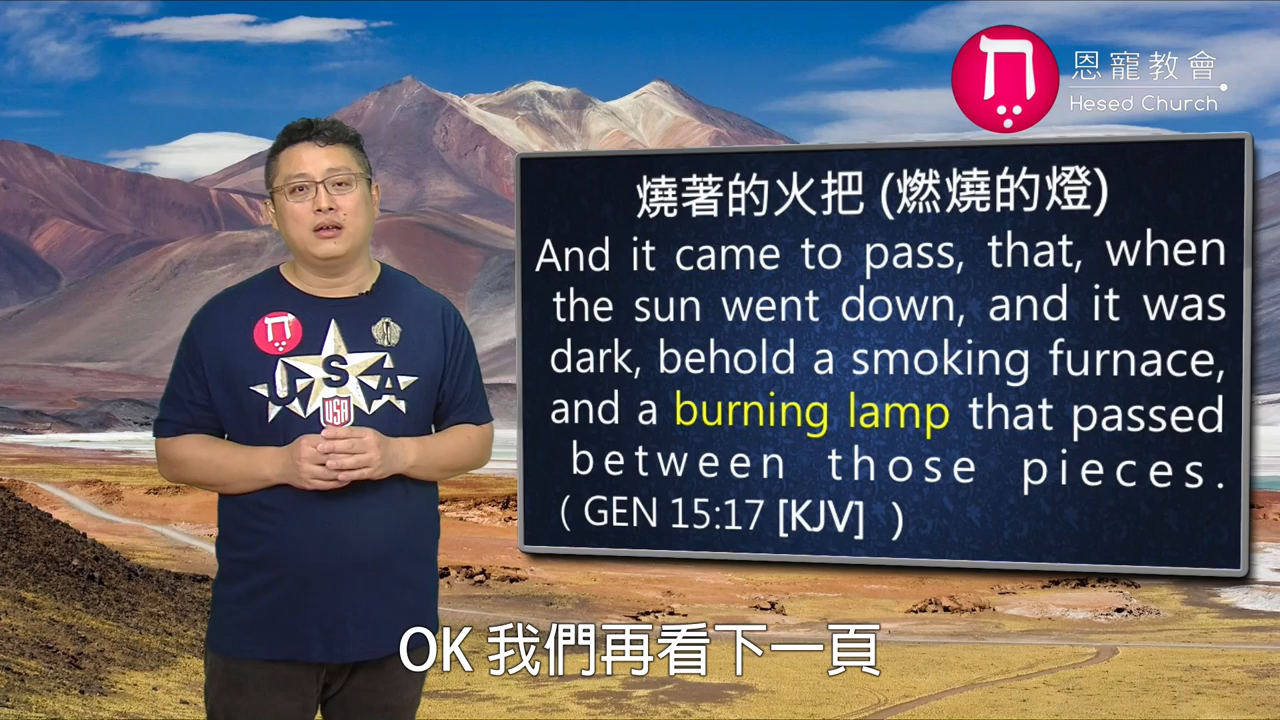 恩寵教會
Hesed Church
燒著的火把 (燃燒的燈)
And it came to pass, that, when
the sun went down, and it was
dark, behold a smoking furnace,
and a burning lamp that passed
between those pieces.
( GEN 15:17 [KJV] )
USA
USA
OK 我們再看下一頁